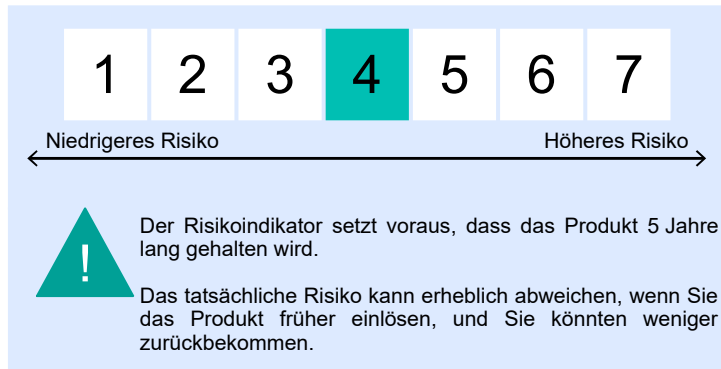 1 2 3 4 5 6 7
Niedrigeres Risiko Höheres Risiko
!
Der Risikoindikator setzt voraus, dass das Produkt 5 Jahre
lang gehalten wird.
Das tatsächliche Risiko kann erheblich abweichen, wenn Sie
das Produkt früher einlösen, und Sie könnten weniger
zurückbekommen.